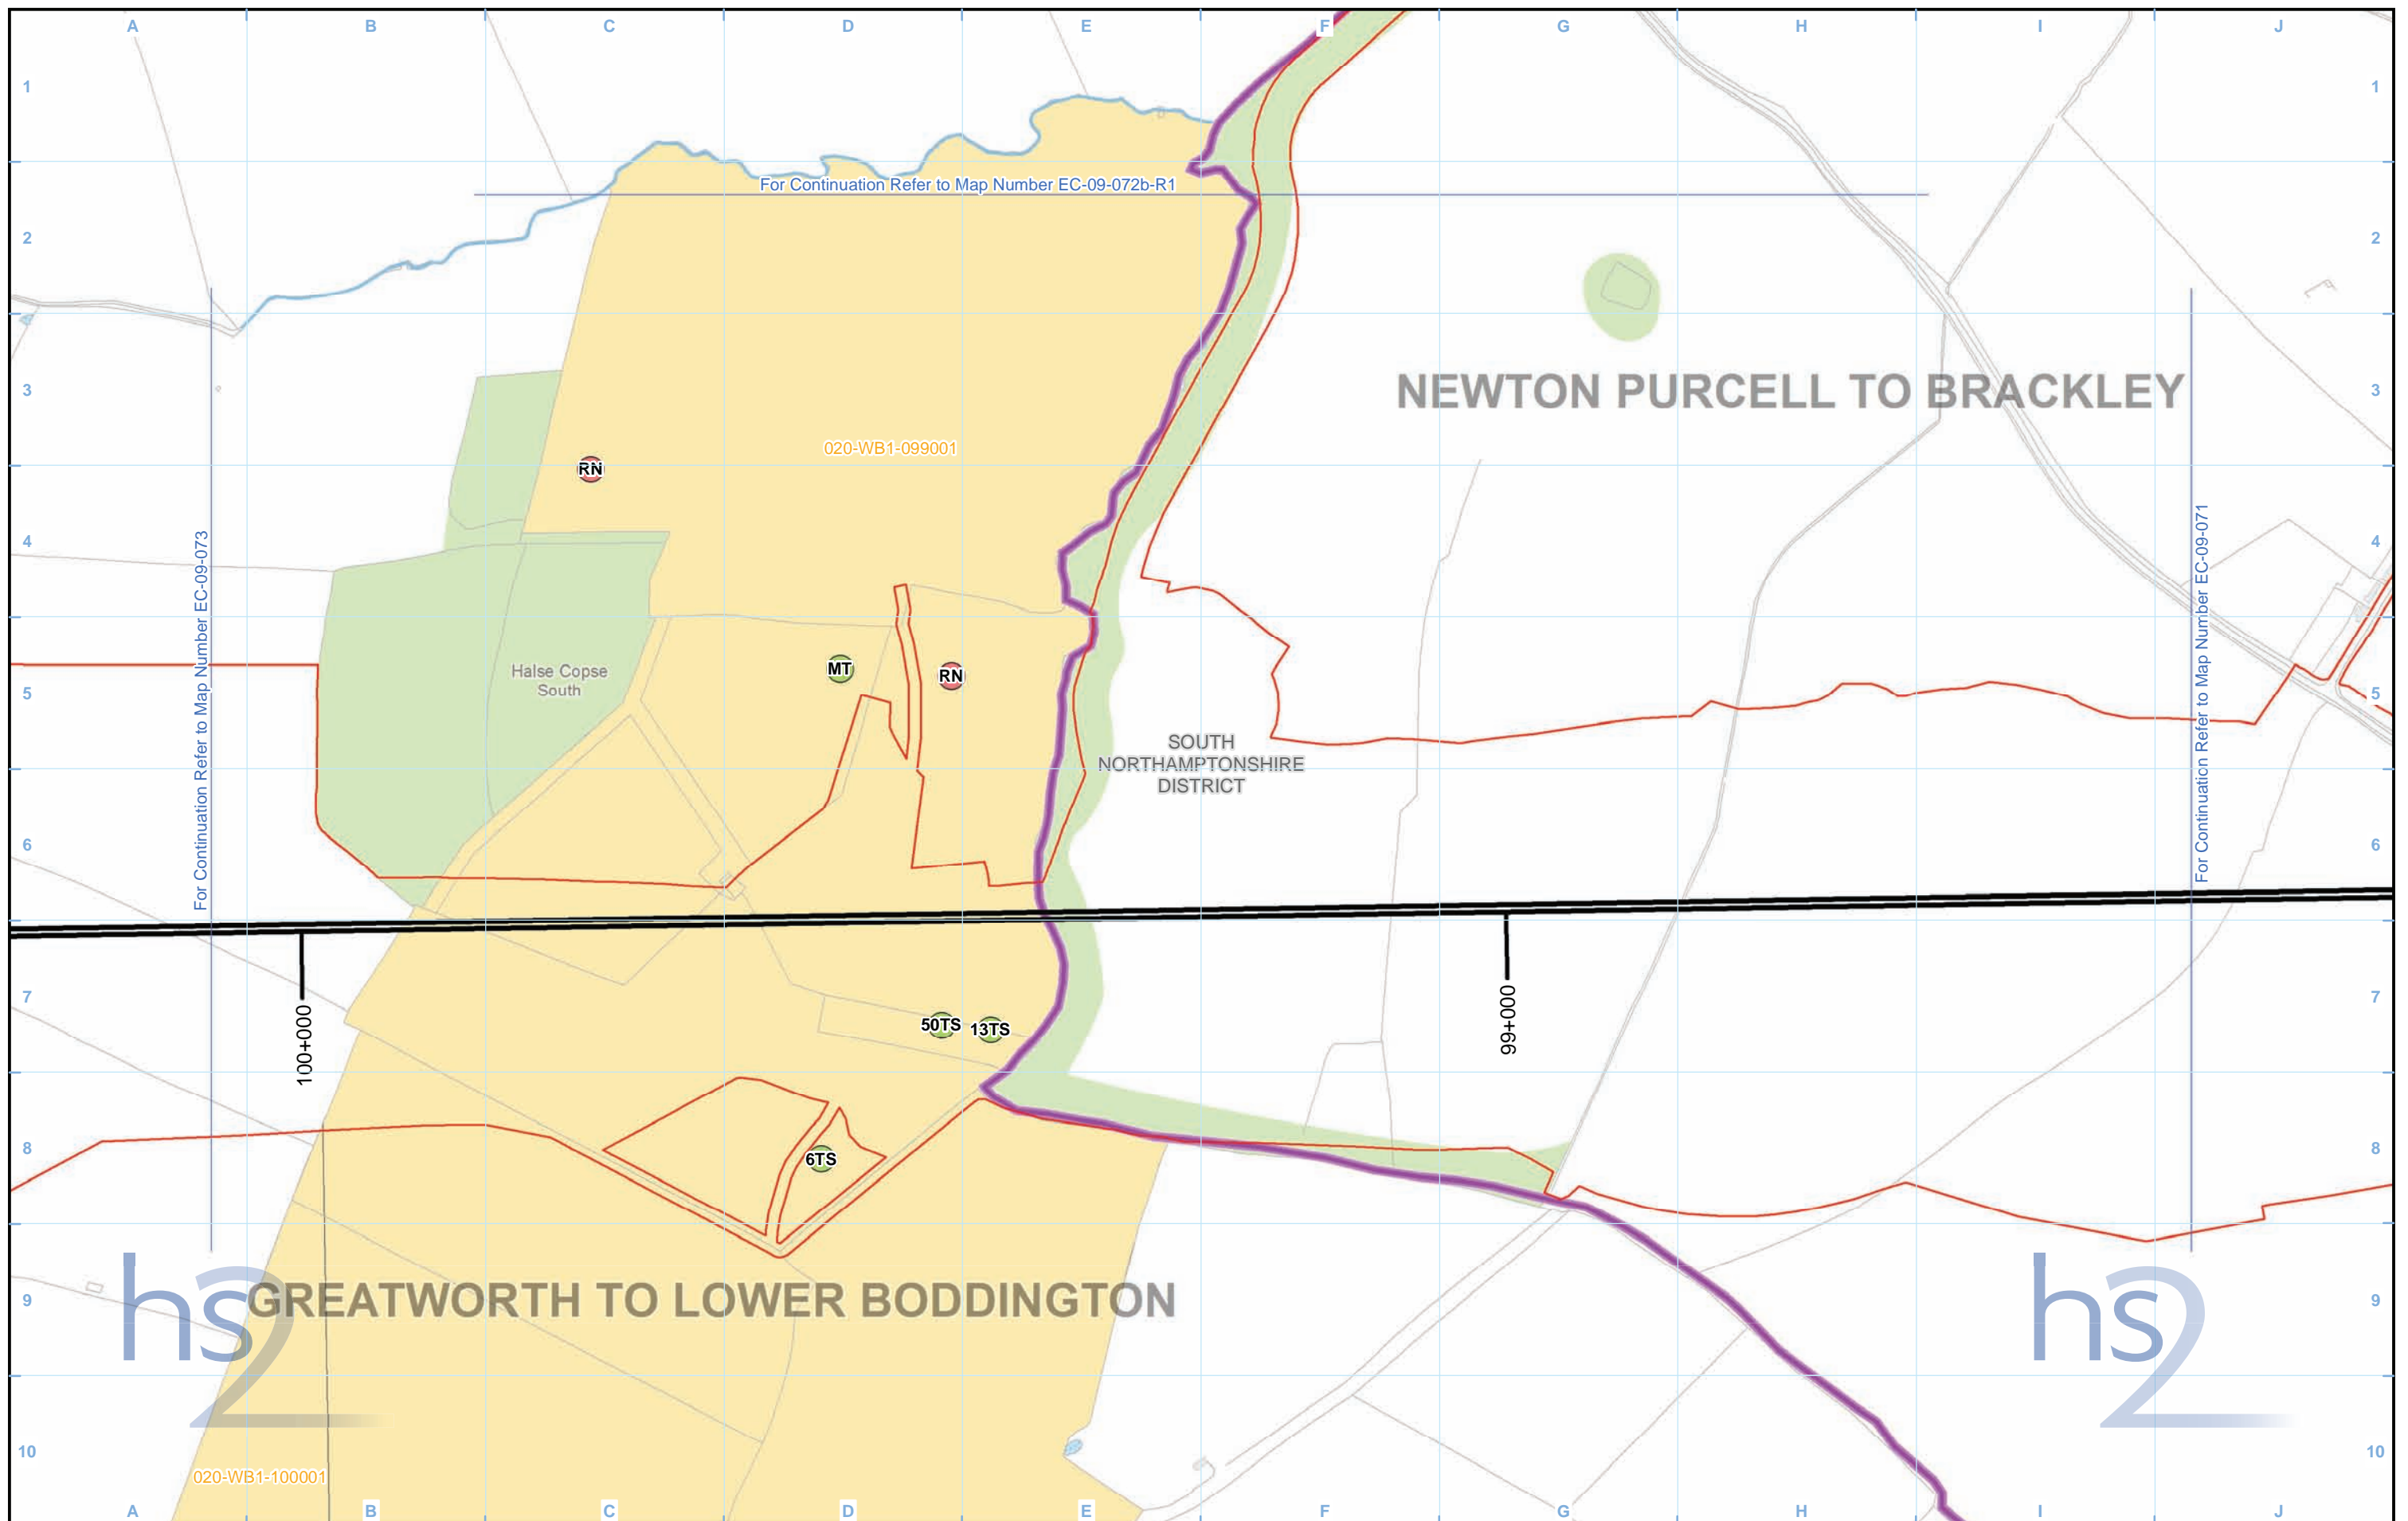 A B C D E F G H I J
1 1
For Continuation Refer to Map Number EC-09-072b-R1
2 2
NEWTON PURCELL TO BRACKLEY
3 3
020-WB1-099001
RN
4 4
For Continuation Refer to Map Number EC-09-073
For Continuation Refer to Map Number EC-09-071
Halse Copse
South
MT
RN
5 5
SOUTH
NORTHAMPTONSHIRE
DISTRICT
6 6
7 7
50TS 13TS
100+000
99+000
8 8
6TS
hs2
GREATWORTH TO LOWER BODDINGTON
hs2
9 9
10 10
020-WB1-100001
A B C D E F G H I J